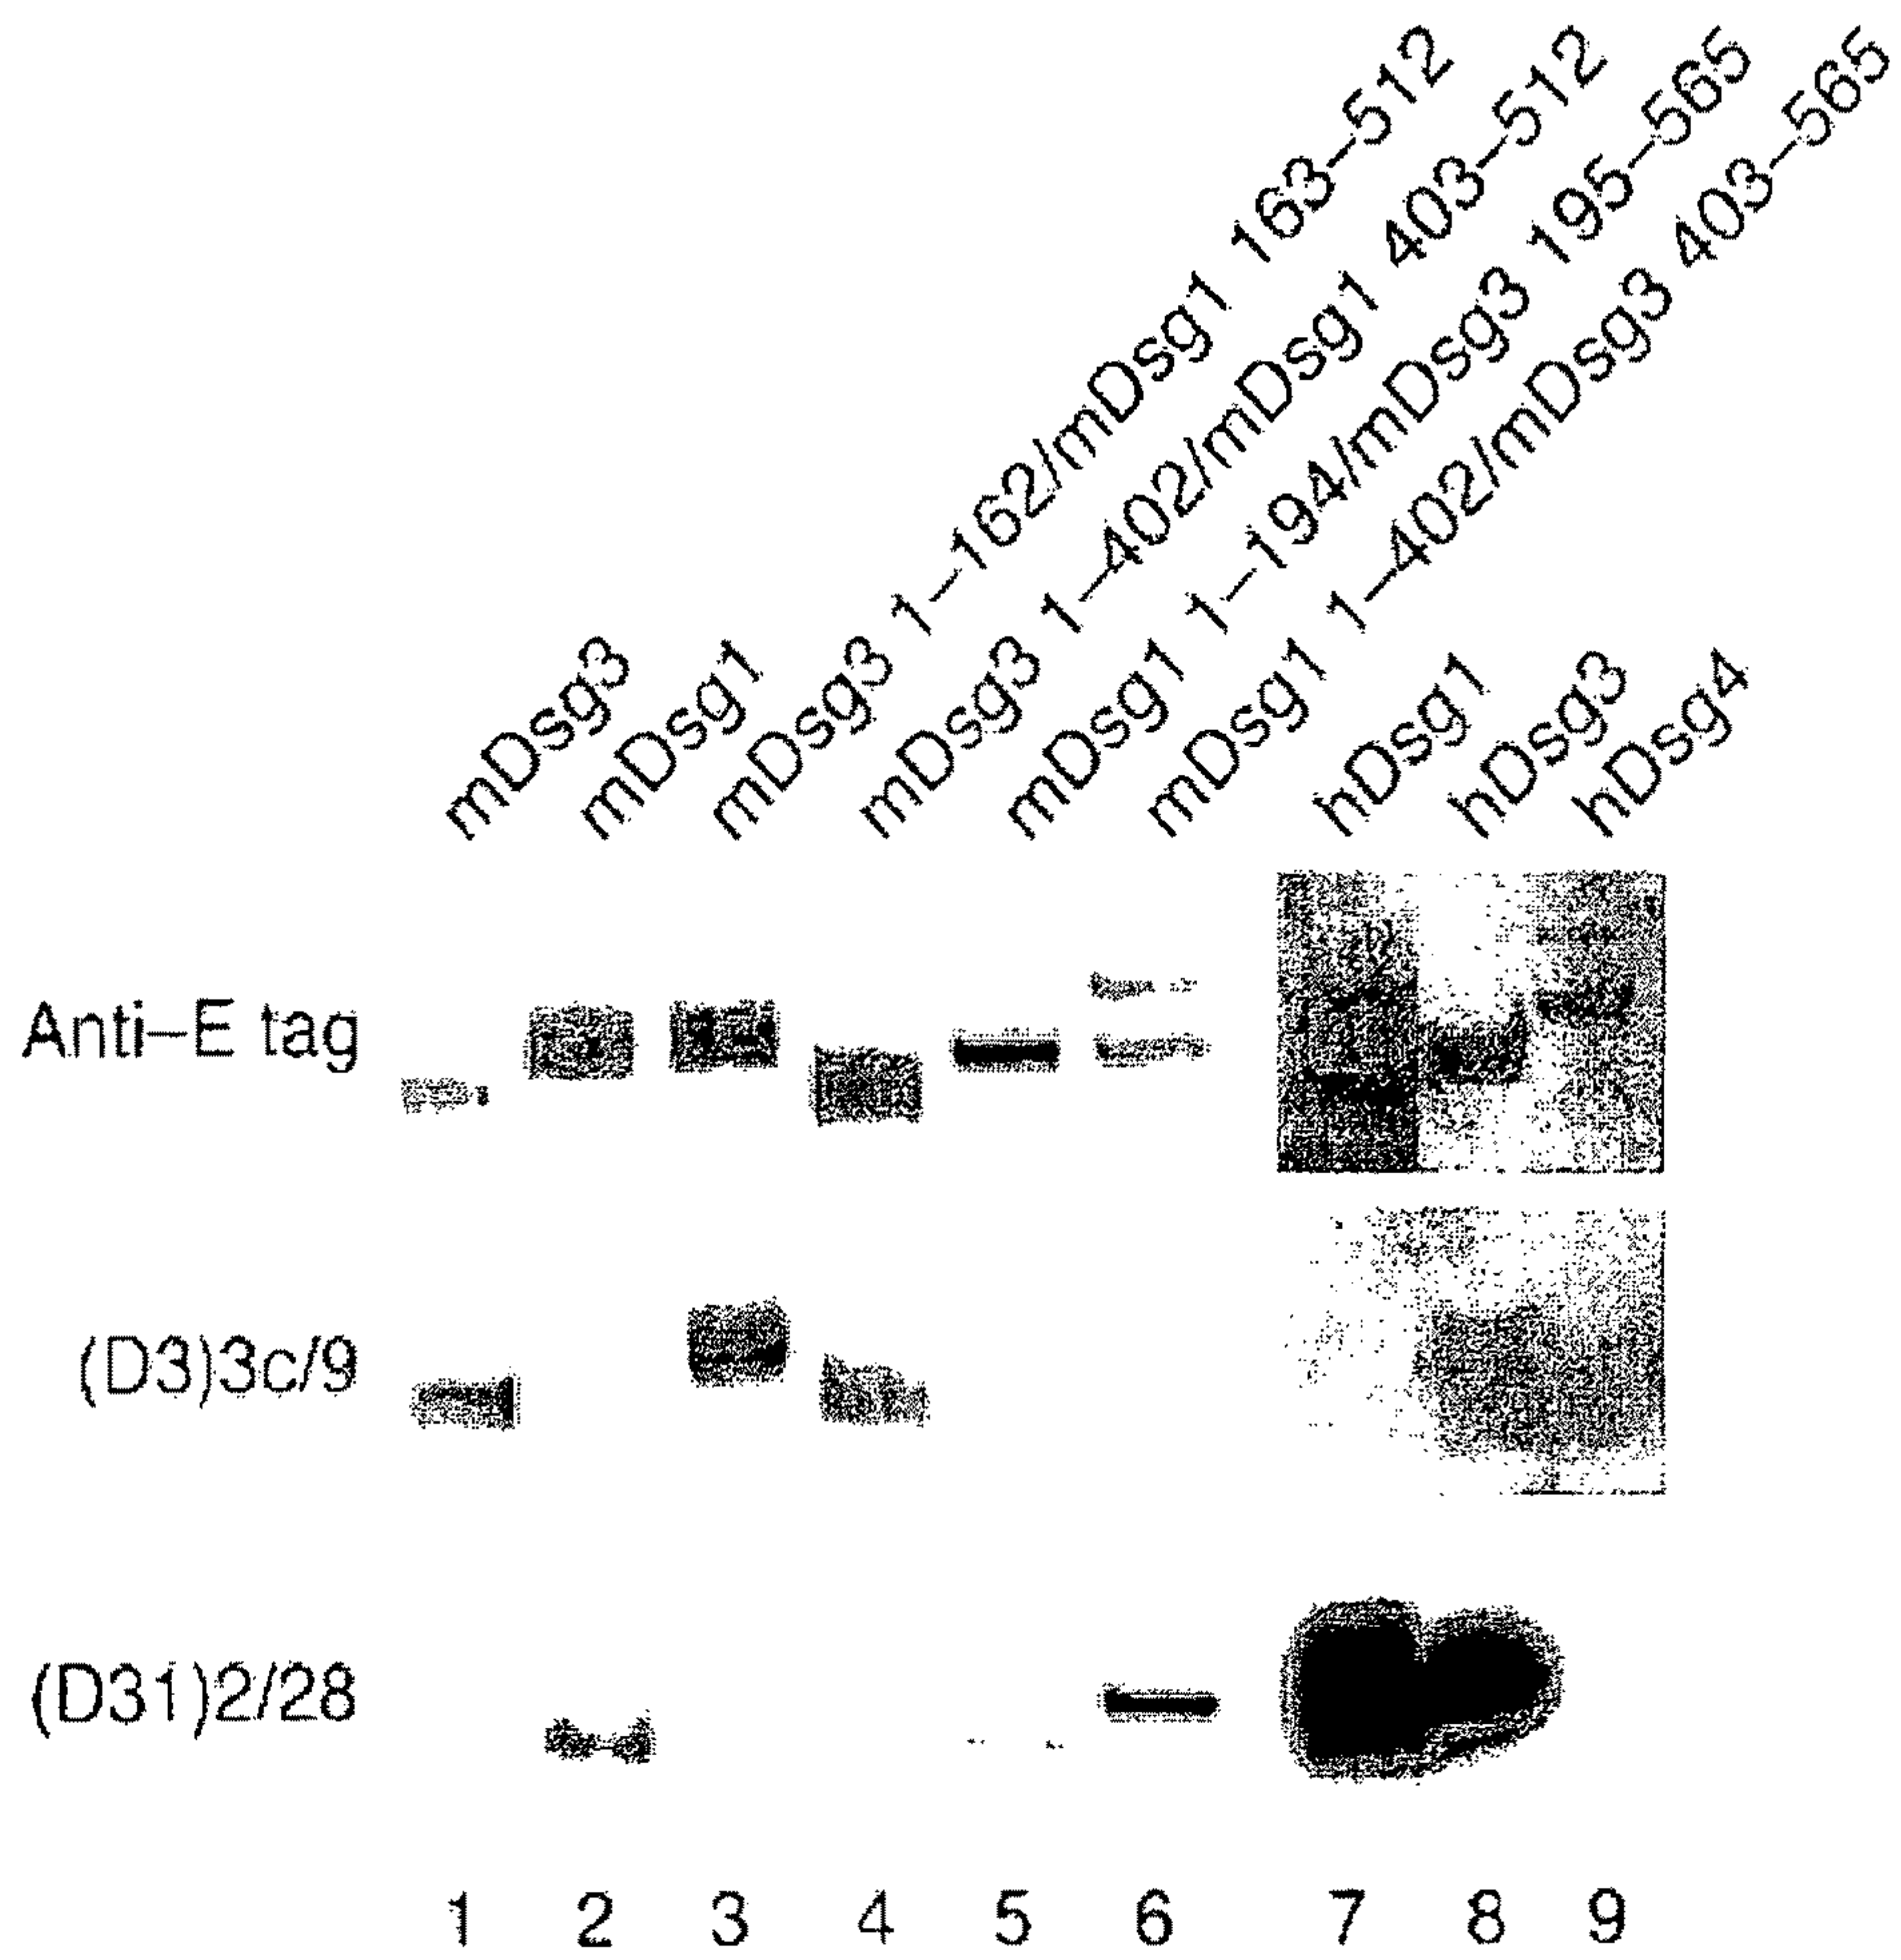 mDsg3
mDsg1
mDsg3 1–162/mDsg1 163–512
mDsg3 1–402/mDsg1 403–512
mDsg1 1–194/mDsg3 195–565
mDsg1 1–402/mDsg3 403–565
hDsg1
hDsg3
hDsg4
Anti–E tag
(D3)3c/9
(D31)2/28
1 2 3 4 5 6 7 8 9